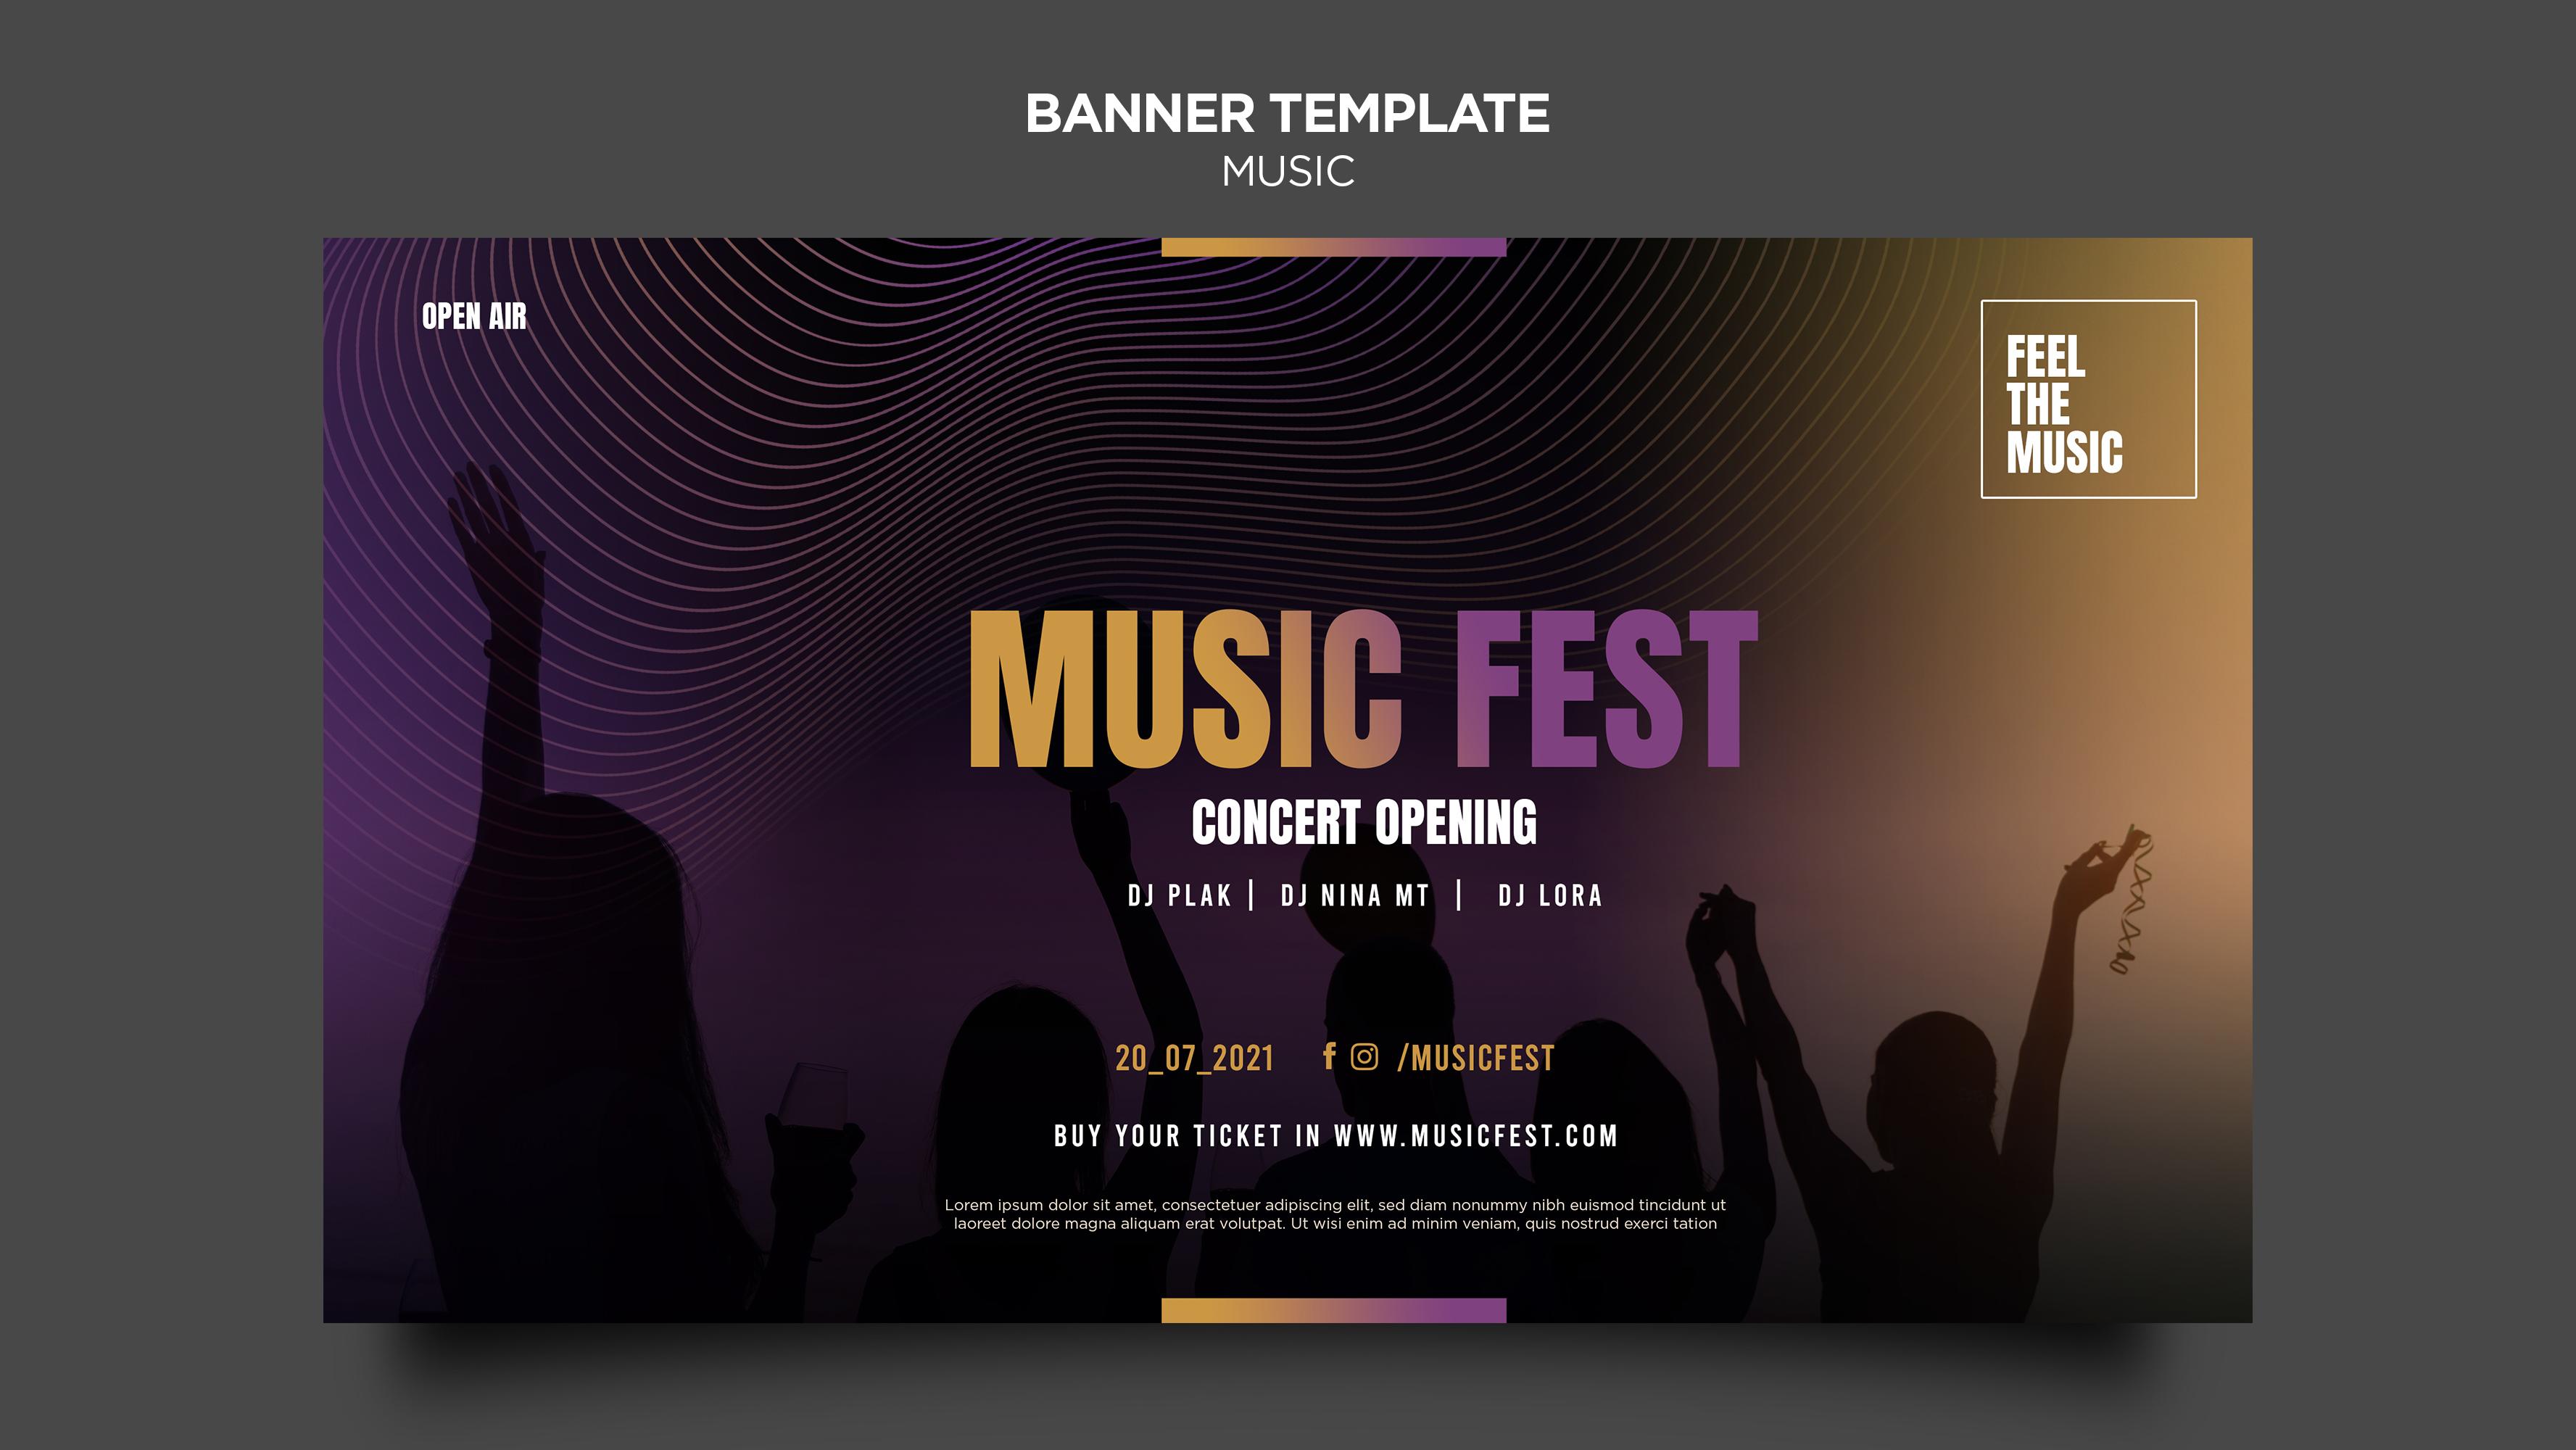 BANNER TEMPLATE
MUSIC
OPEN AIR
FEEL
THE
MUSIC
MUSIC FEST
CONCERT OPENING
DJ PLAK | DJ NINA MT | DJ LORA
20_07_2021 f /MUSICFEST
BUY YOUR TICKET IN WWW.MUSICFEST.COM
Lorem ipsum dolor sit amet, consectetuer adipiscing elit, sed diam nonummy nibh euismod tincidunt ut
laoreet dolore magna aliquam erat volutpat. Ut wisi enim ad minim veniam, quis nostrud exerci tation